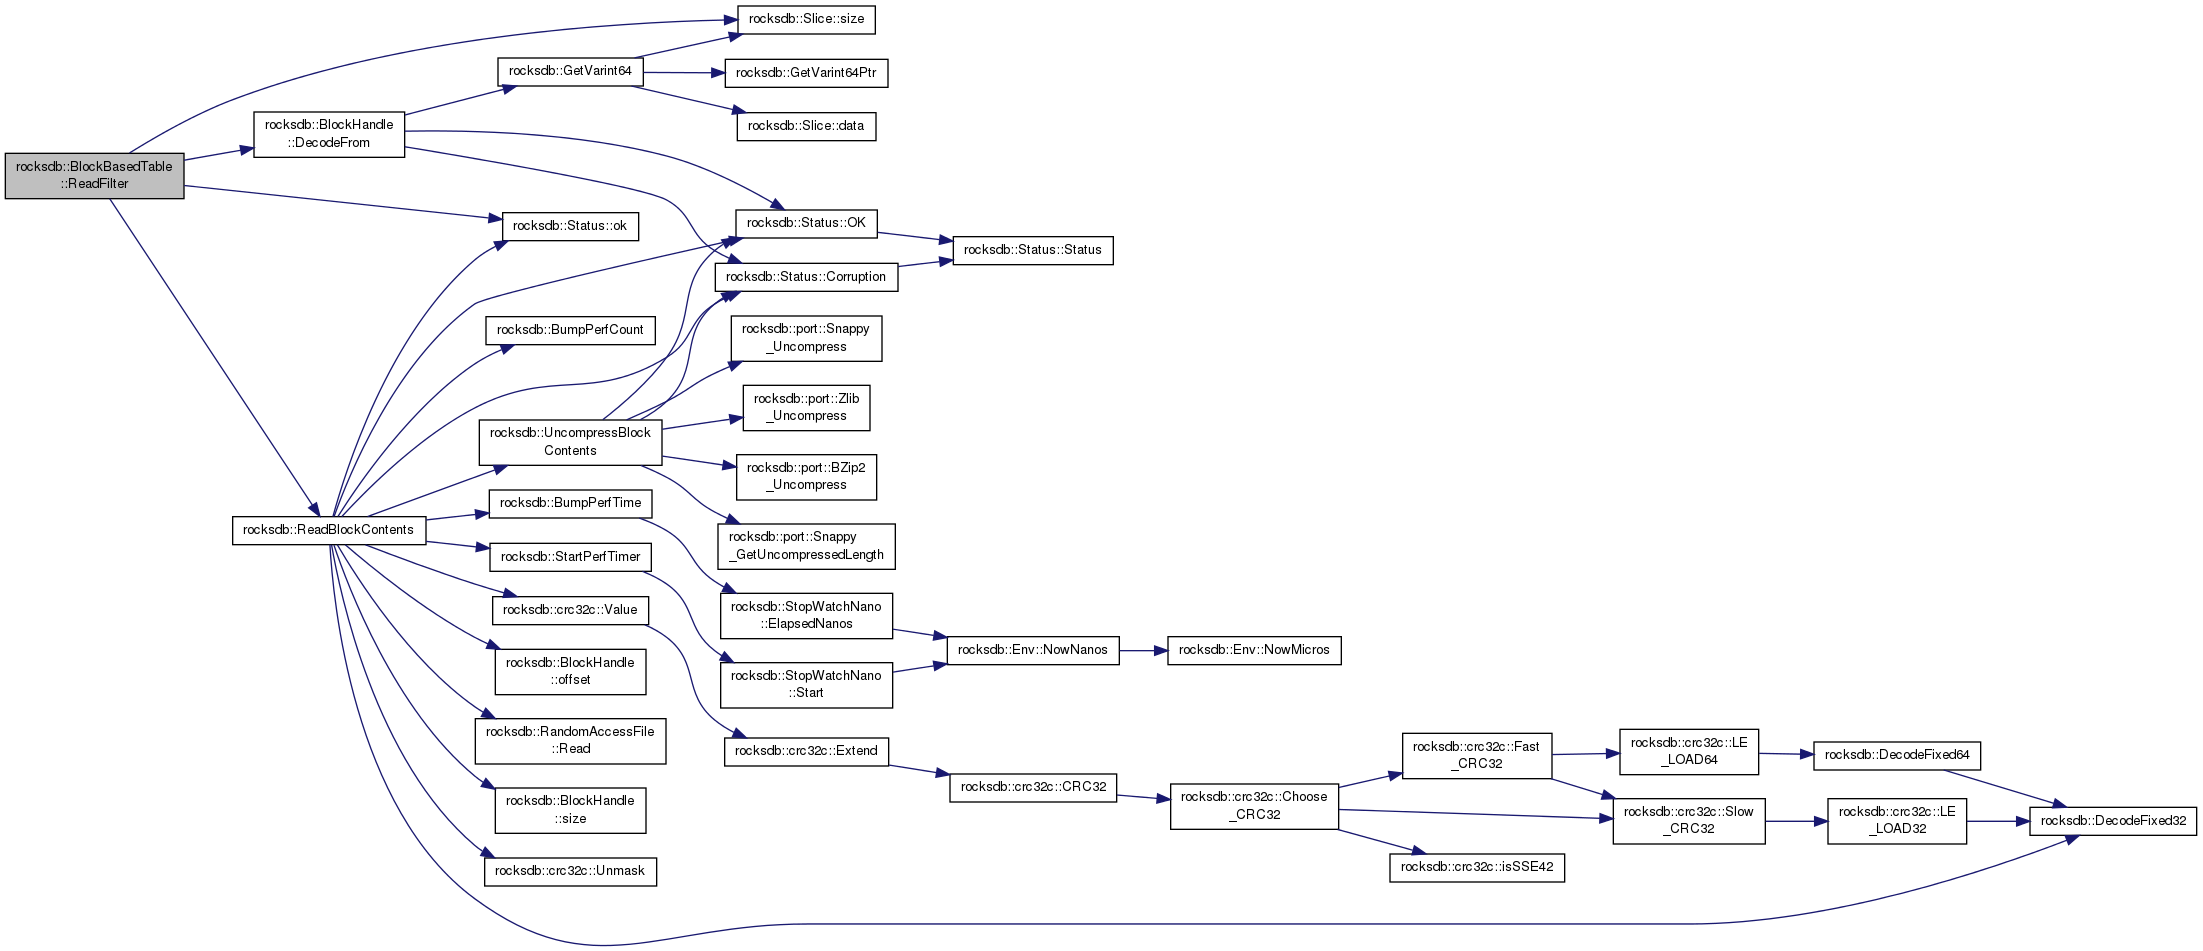 rocksdb::BlockBasedTable
::ReadFilter
rocksdb::Slice::size
rocksdb::GetVarint64
rocksdb::GetVarint64Ptr
rocksdb::Slice::data
rocksdb::BlockHandle
::DecodeFrom
rocksdb::Status::ok
rocksdb::Status::OK
rocksdb::Status::Status
rocksdb::Status::Corruption
rocksdb::BumpPerfCount
rocksdb::port::Snappy
_Uncompress
rocksdb::port::Zlib
_Uncompress
rocksdb::UncompressBlock
Contents
rocksdb::port::BZip2
_Uncompress
rocksdb::ReadBlockContents
rocksdb::BumpPerfTime
rocksdb::port::Snappy
_GetUncompressedLength
rocksdb::StartPerfTimer
rocksdb::crc32c::Value
rocksdb::StopWatchNano
::ElapsedNanos
rocksdb::Env::NowNanos
rocksdb::Env::NowMicros
rocksdb::BlockHandle
::offset
rocksdb::StopWatchNano
::Start
rocksdb::RandomAccessFile
::Read
rocksdb::crc32c::Extend
rocksdb::crc32c::CRC32
rocksdb::crc32c::Choose
_CRC32
rocksdb::crc32c::Fast
_CRC32
rocksdb::crc32c::LE
_LOAD64
rocksdb::DecodeFixed64
rocksdb::BlockHandle
::size
rocksdb::crc32c::Slow
_CRC32
rocksdb::crc32c::LE
_LOAD32
rocksdb::DecodeFixed32
rocksdb::crc32c::isSSE42
rocksdb::crc32c::Unmask